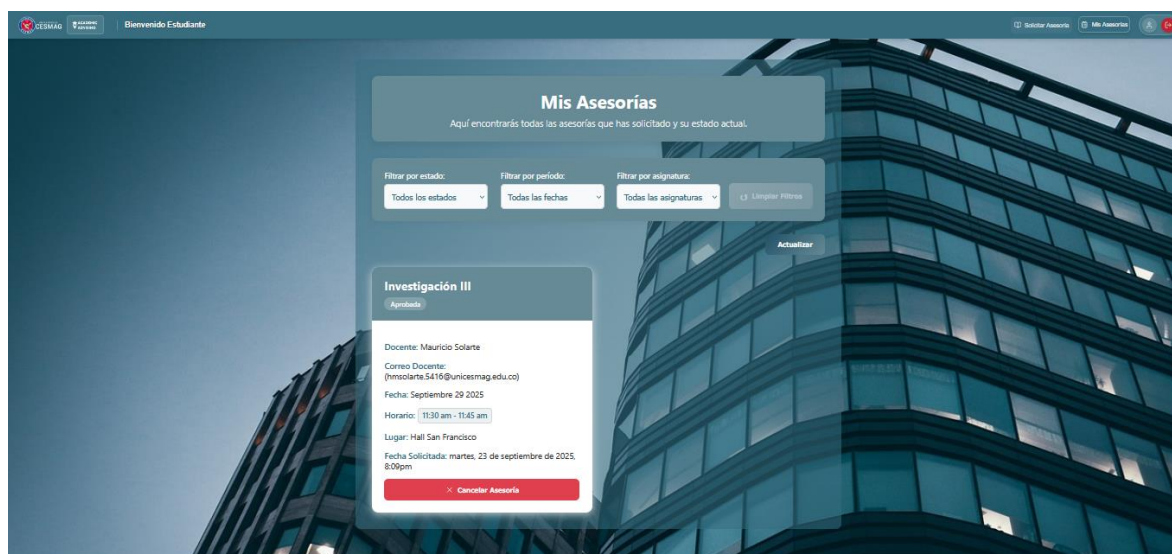 CESMAG
ACADEMIC
ADVISING
Bienvenido Estudiante
Solicitar Asesoría
Mis Asesorías
Mis Asesorías
Aquí encontrarás todas las asesorías que has solicitado y su estado actual.
Filtrar por estado:
Filtrar por período:
Filtrar por asignatura:
Todos los estados
Todas las fechas
Todas las asignaturas
Limpiar Filtros
Actualizar
Investigación III
Aprobada
Docente: Mauricio Solarte
Correo Docente:
(hmsolarte.5416@unicesmag.edu.co)
Fecha: Septiembre 29 2025
Horario: 11:30 am - 11:45 am
Lugar: Hall San Francisco
Fecha Solicitada: martes, 23 de septiembre de 2025,
8:09pm
× Cancelar Asesoría